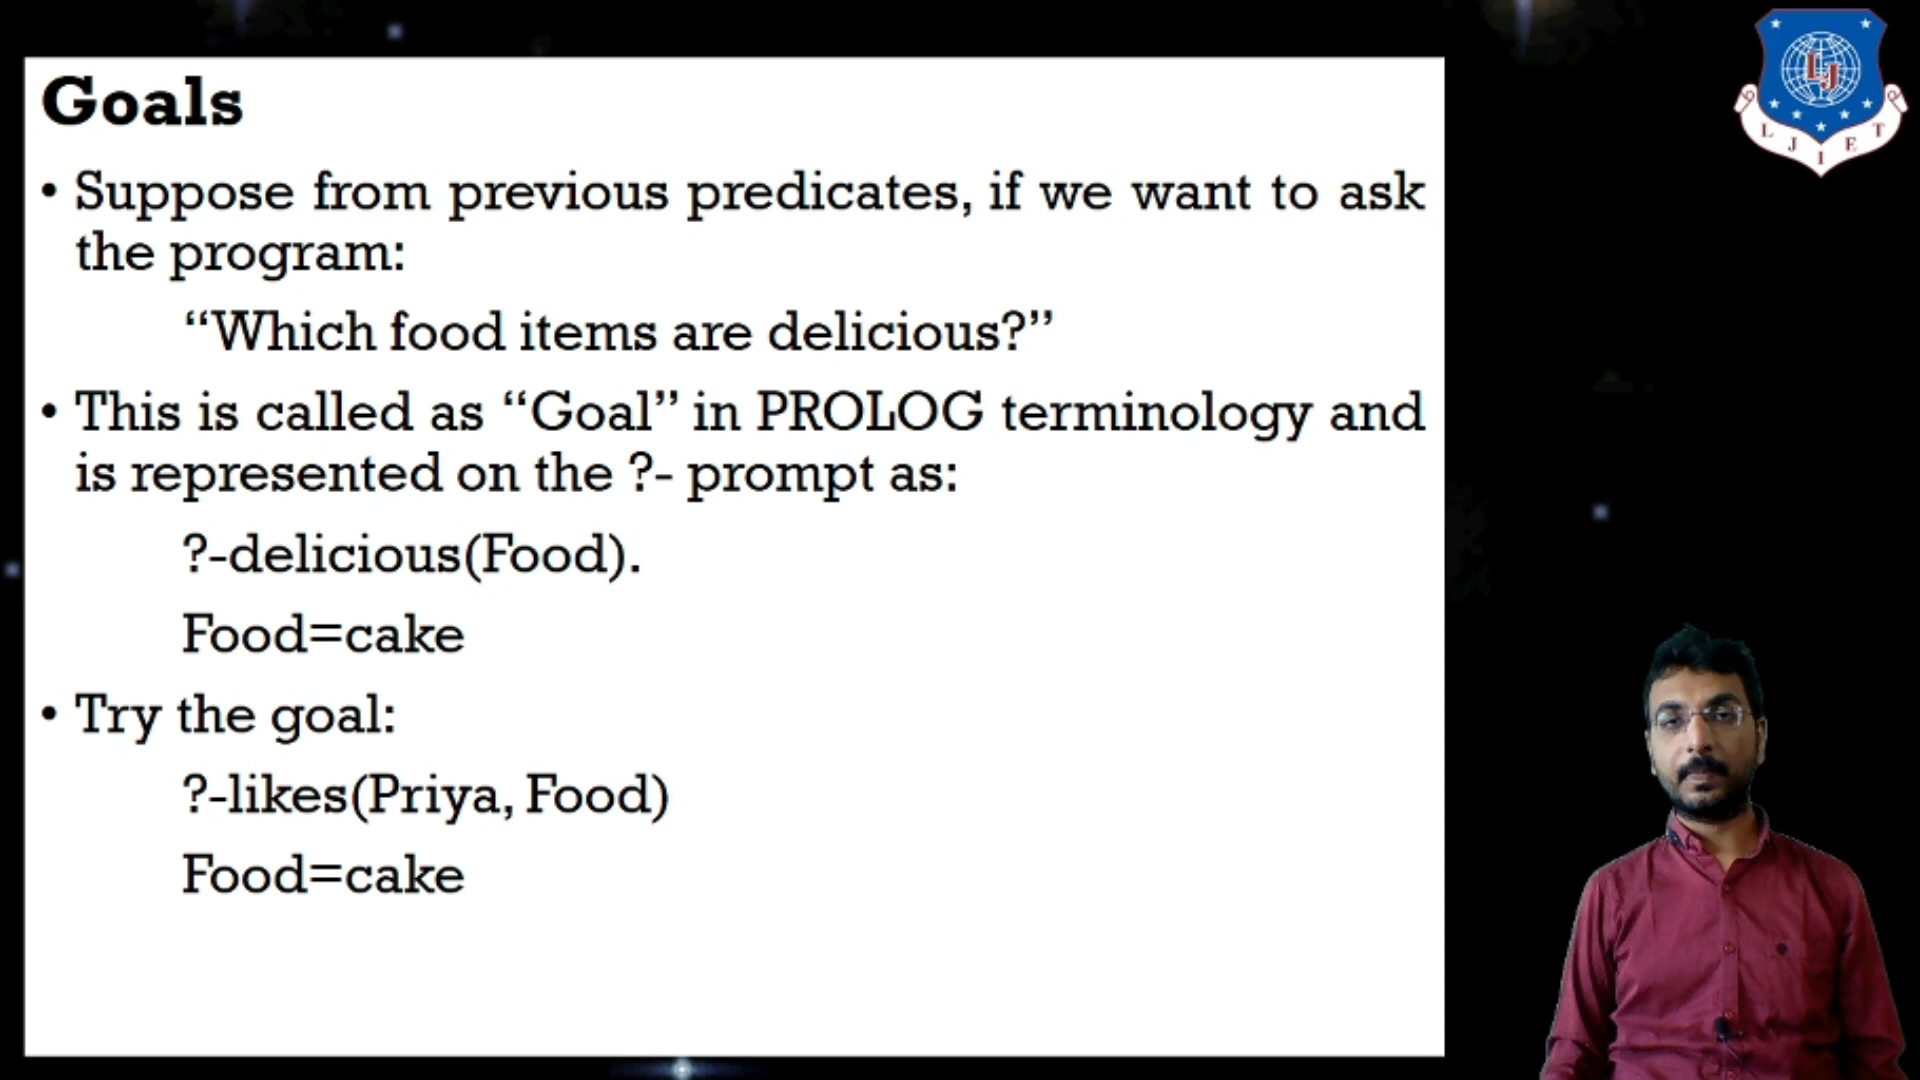 Goals
• Suppose from previous predicates, if we want to ask
the program:
“Which food items are delicious?”
• This is called as “Goal” in PROLOG terminology and
is represented on the ?- prompt as:
?-delicious(Food).
Food=cake
• Try the goal:
?-likes(Priya, Food)
Food=cake
LJ
L J I E T